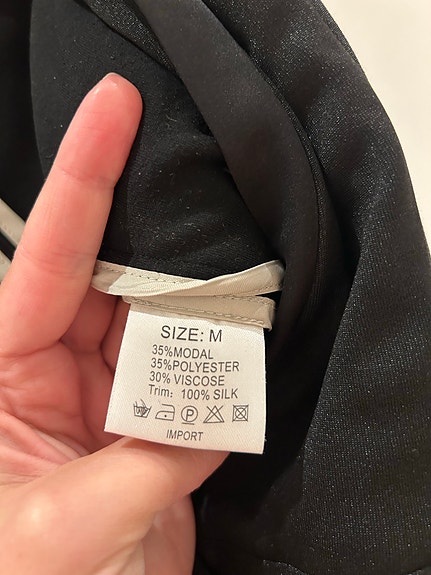 SIZE: M
35%MODAL
35%POLYESTER
30% VISCOSE
Trim: 100% SILK
P
IMPORT